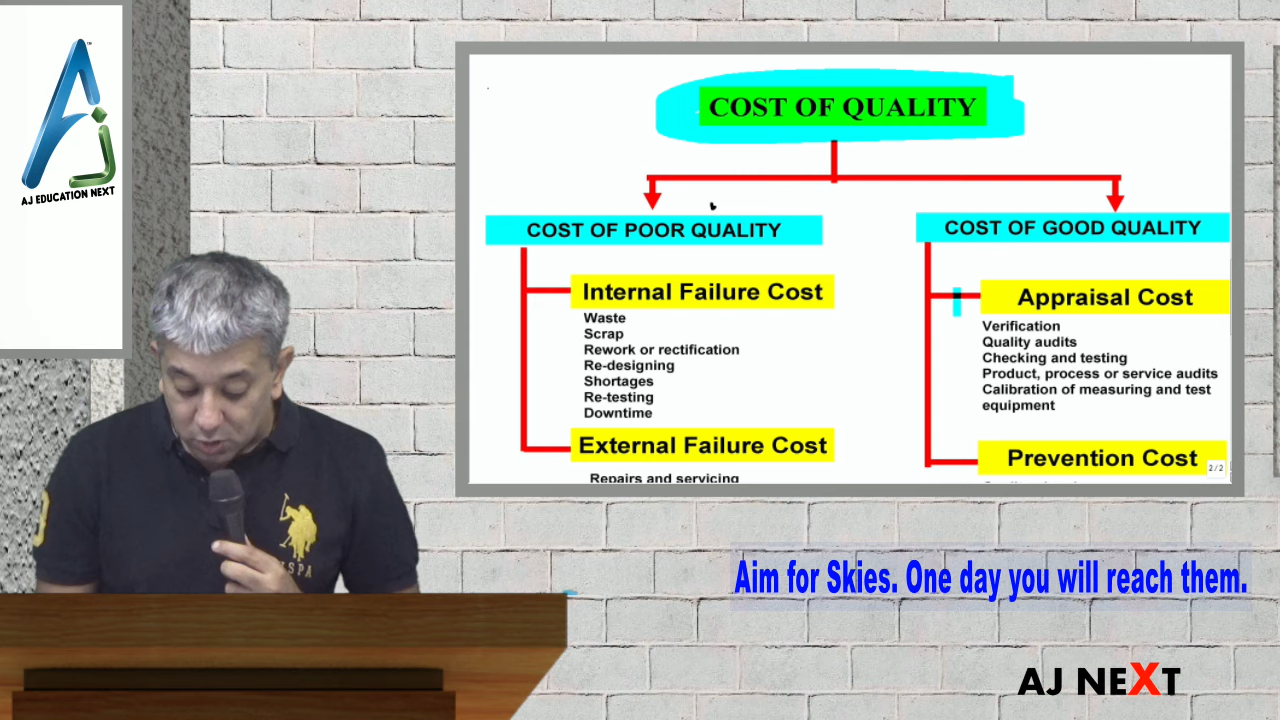 AJ EDUCATION NEXT
COST OF QUALITY
COST OF POOR QUALITY
COST OF GOOD QUALITY
Internal Failure Cost
Waste
Scrap
Rework or rectification
Re-designing
Shortages
Re-testing
Downtime
External Failure Cost
Repairs and servicing
Appraisal Cost
Verification
Quality audits
Checking and testing
Product, process or service audits
Calibration of measuring and test
equipment
Prevention Cost
2/2
USPA
Aim for Skies. One day you will reach them.
AJ NEXT